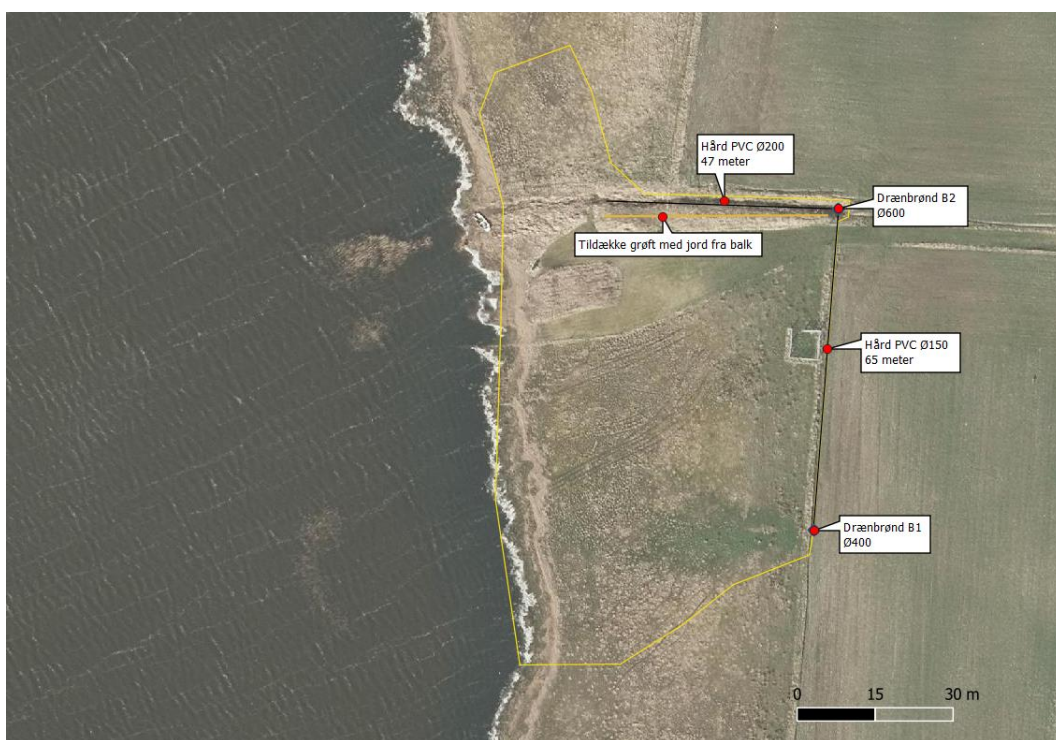 Hård PVC Ø200
47 meter
Drænbrønd B2
Ø600
Tildække grøft med jord fra balk
Hård PVC Ø150
65 meter
Drænbrønd B1
Ø400
0 15 30 m